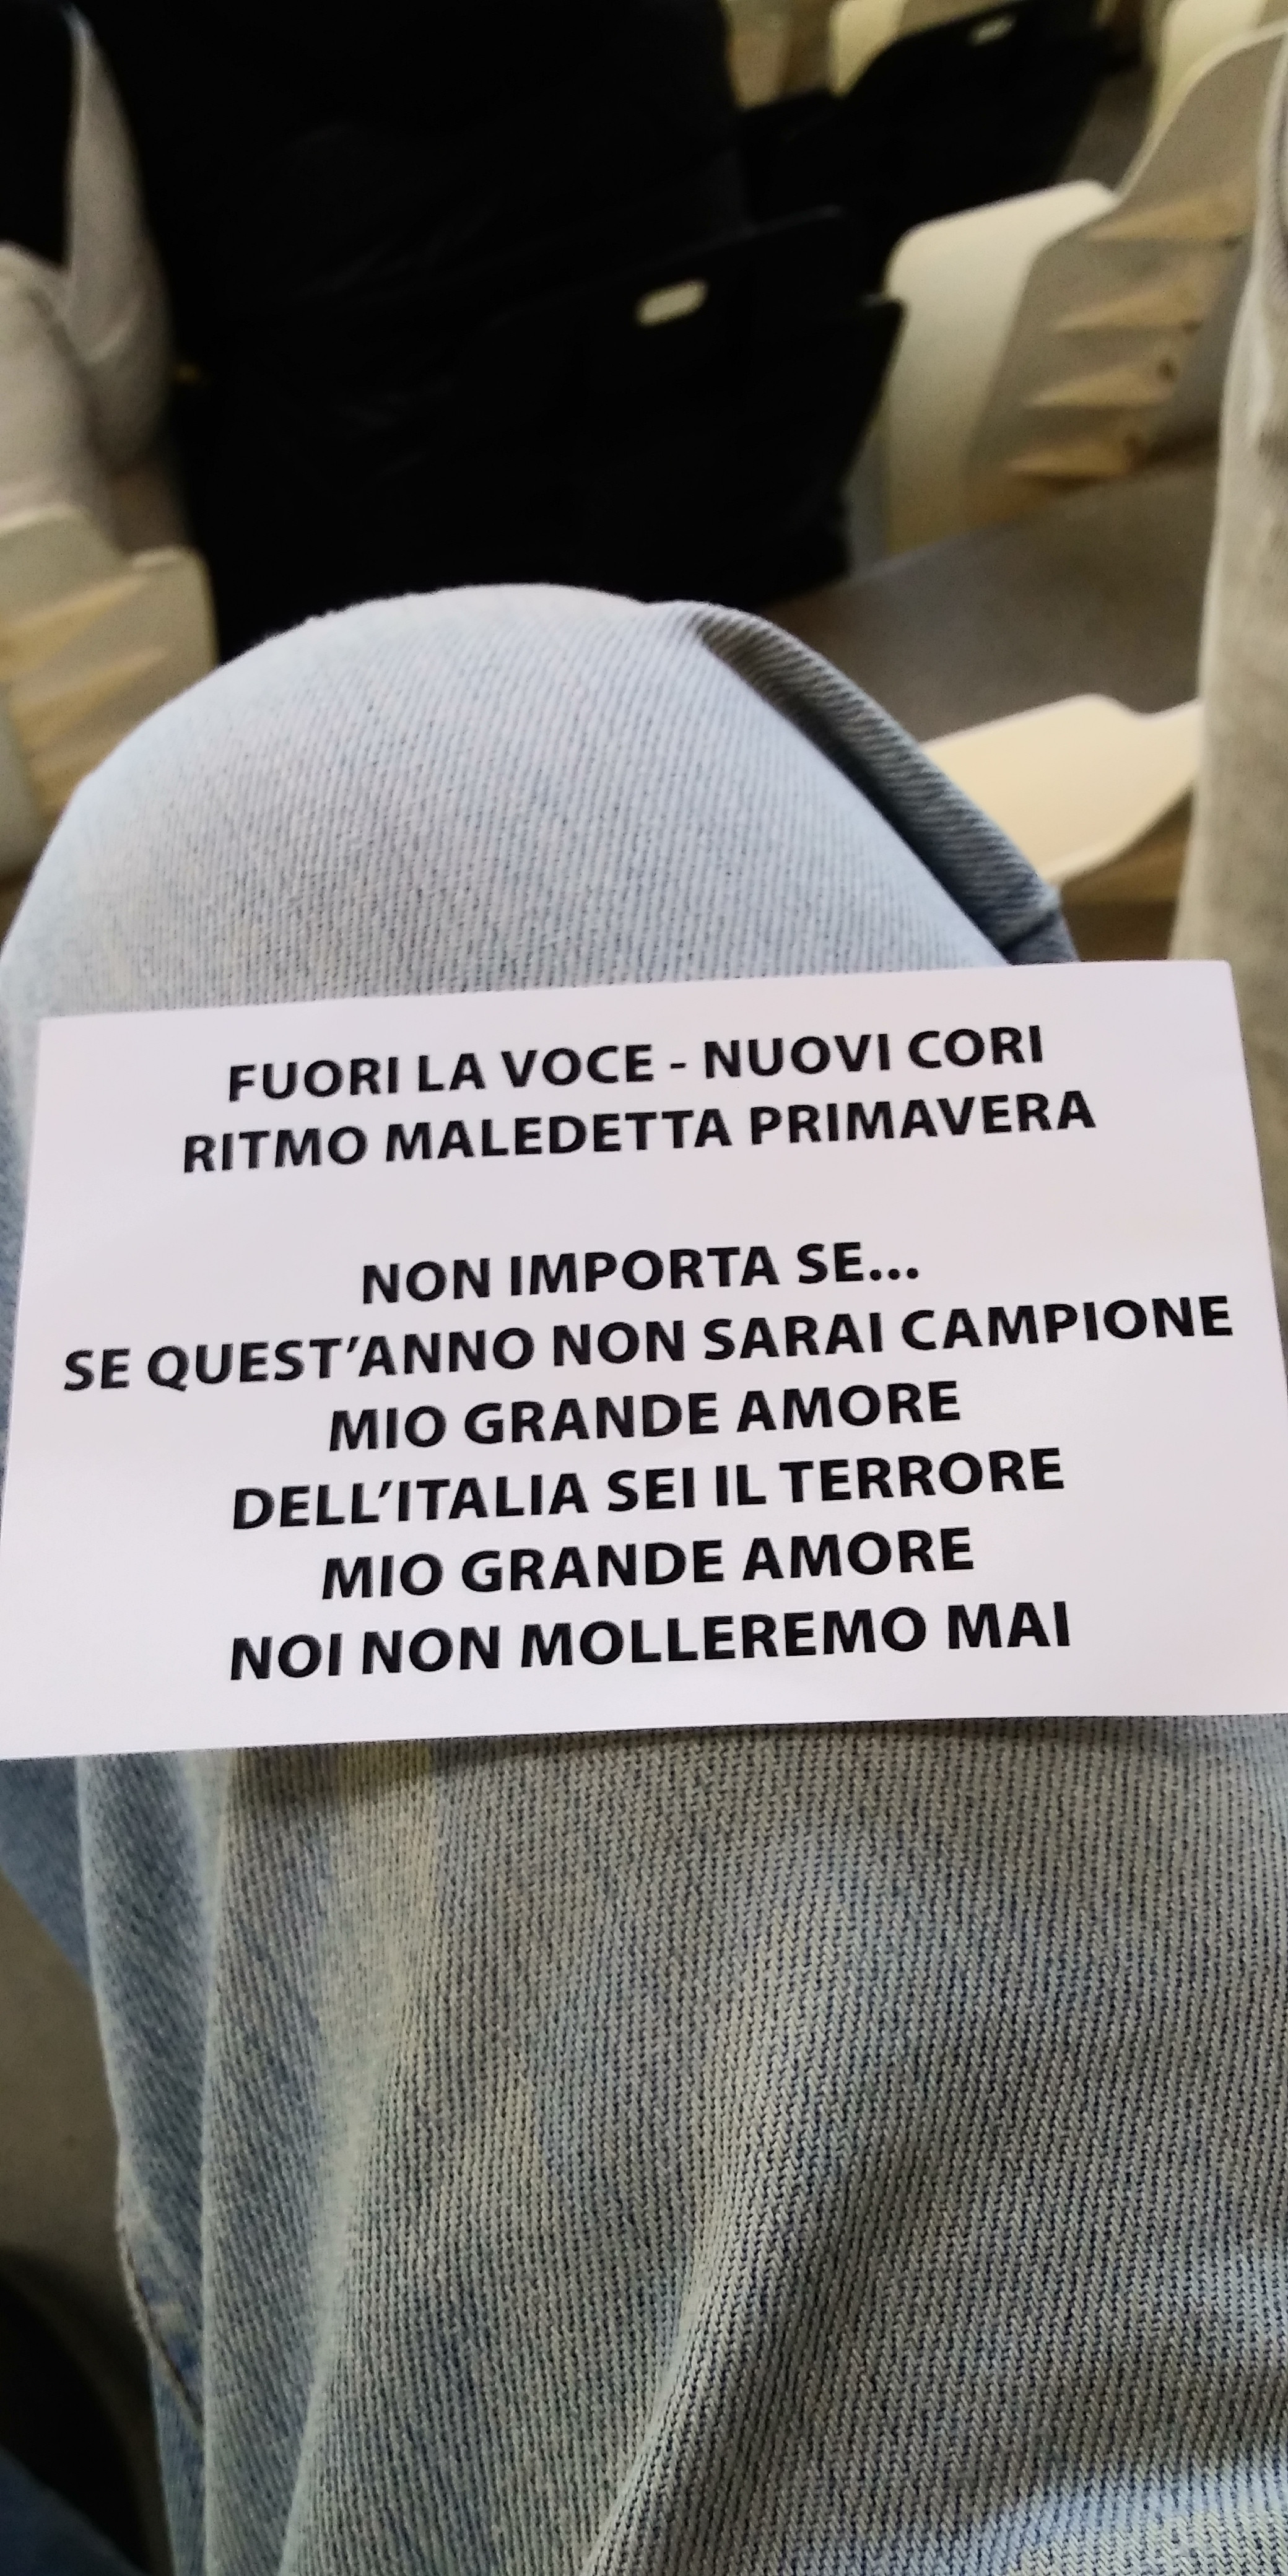 FUORI LA VOCE - NUOVI CORI
RITMO MALEDETTA PRIMAVERA
NON IMPORTA SE...
SE QUEST'ANNO NON SARAI CAMPIONE
MIO GRANDE AMORE
DELL'ITALIA SEI IL TERRORE
MIO GRANDE AMORE
NOI NON MOLLEREMO MAI